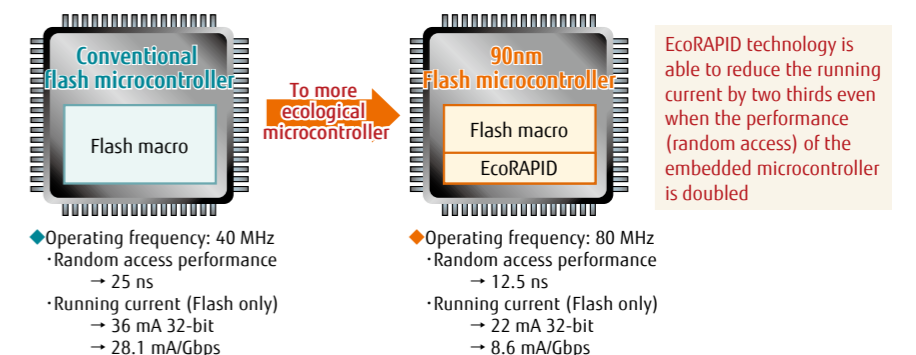 Conventional
flash microcontroller
Flash macro
To more
ecological
microcontroller
90nm
Flash microcontroller
Flash macro
EcoRAPID
EcoRAPID technology is
able to reduce the running
current by two thirds even
when the performance
(random access) of the
embedded microcontroller
is doubled
◆Operating frequency: 40 MHz
・Random access performance
→ 25 ns
・Running current (Flash only)
→ 36 mA 32-bit
→ 28.1 mA/Gbps
◆Operating frequency: 80 MHz
・Random access performance
→ 12.5 ns
・Running current (Flash only)
→ 22 mA 32-bit
→ 8.6 mA/Gbps